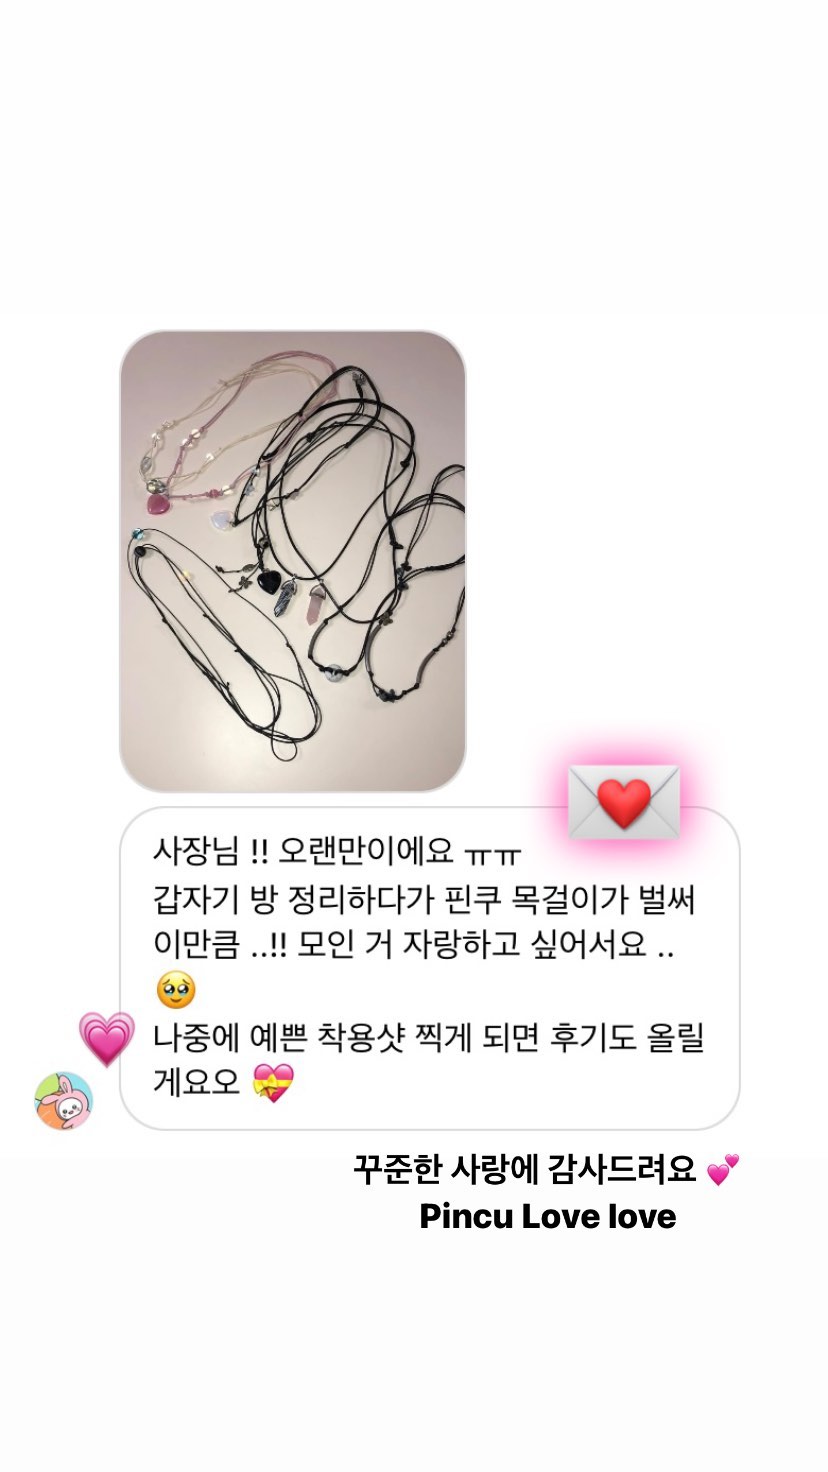 사장님 !! 오랜만이에요 ㅠㅠ
갑자기 방 정리하다가 핀쿠 목걸이가 벌써
이만큼 ..!! 모인 거 자랑하고 싶어서요 ..
🥹
나중에 예쁜 착용샷 찍게 되면 후기도 올릴
게요오 💝
꾸준한 사랑에 감사드려요 💕
Pincu Love love